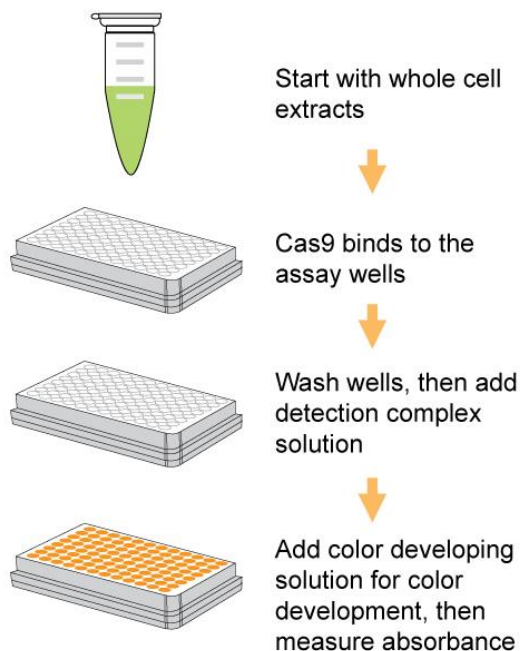 Start with whole cell
extracts
Cas9 binds to the
assay wells
Wash wells, then add
detection complex
solution
Add color developing
solution for color
development, then
measure absorbance